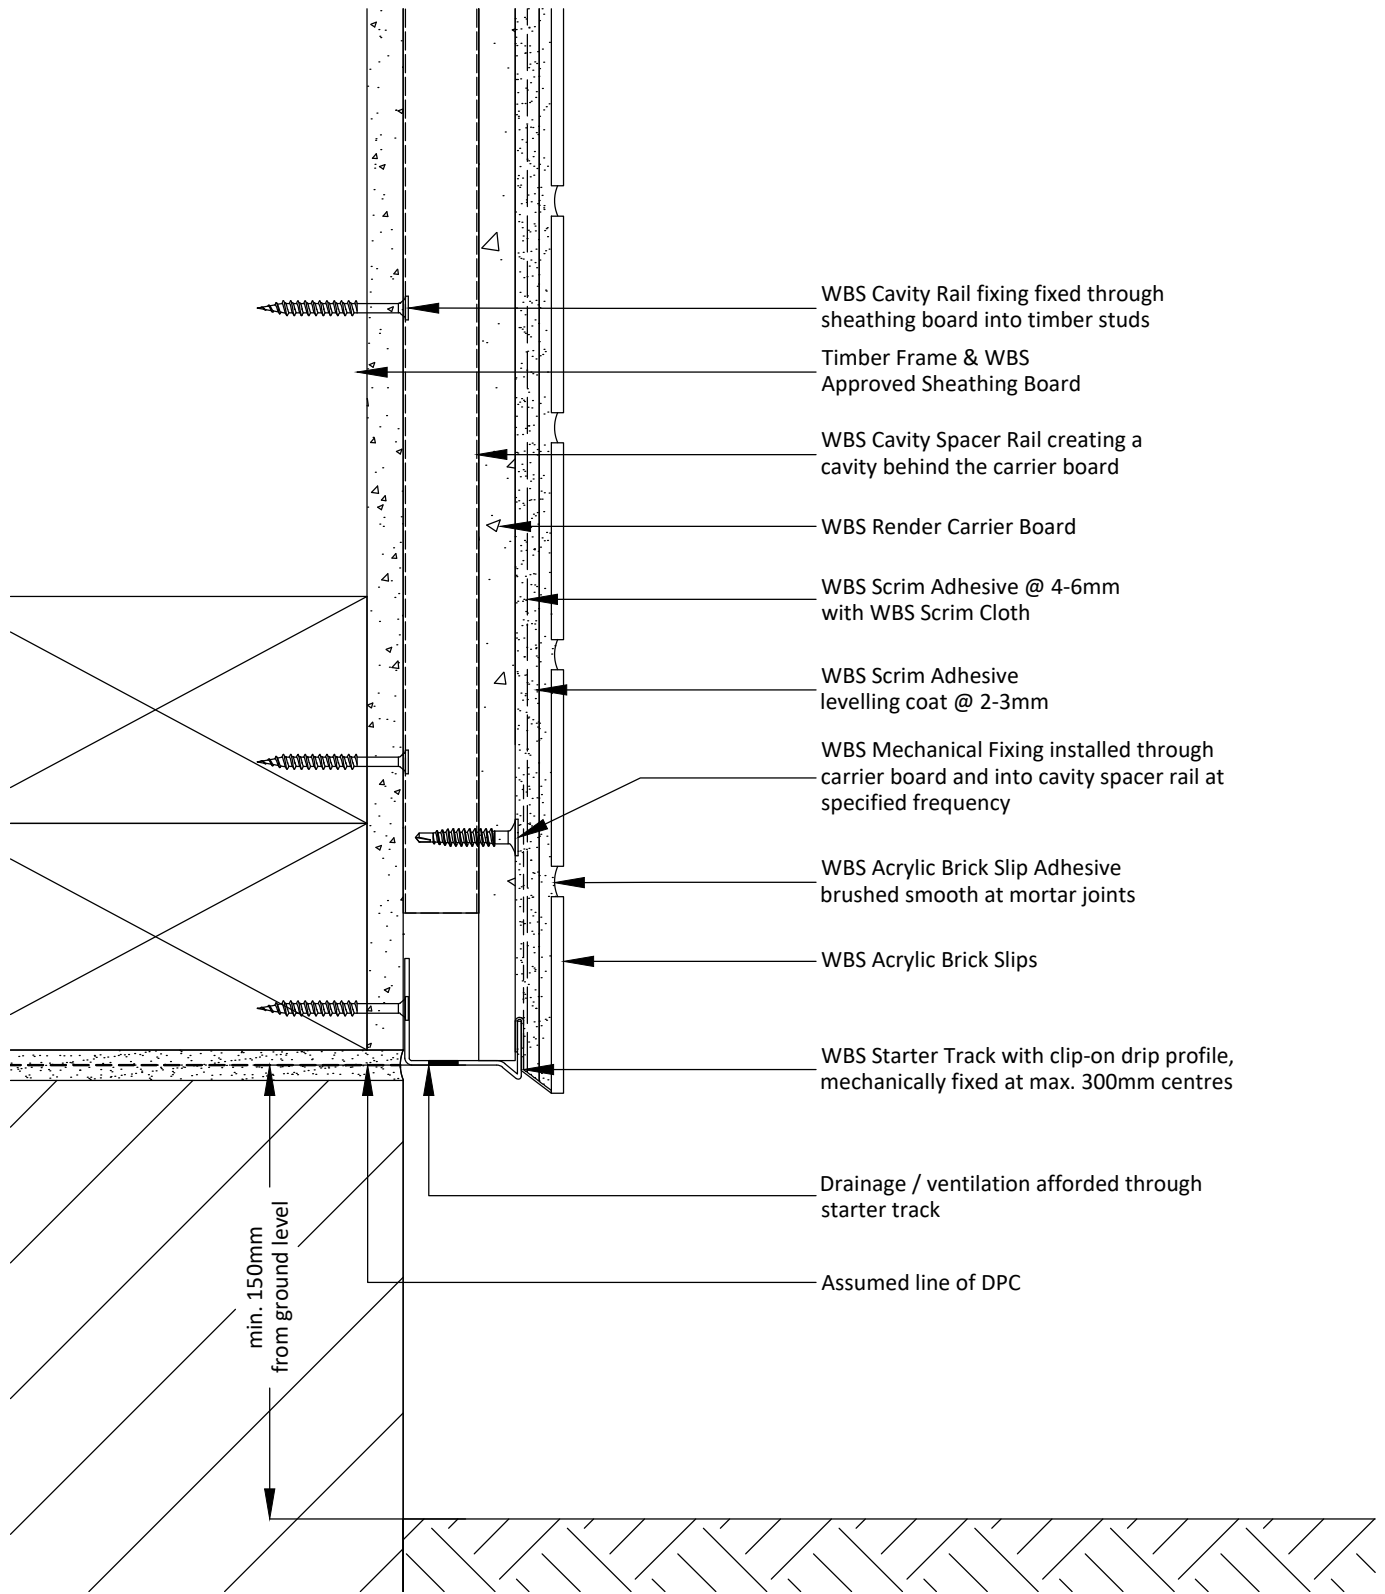 WBS Cavity Rail fixing fixed through
sheathing board into timber studs
Timber Frame & WBS
Approved Sheathing Board
WBS Cavity Spacer Rail creating a
cavity behind the carrier board
WBS Render Carrier Board
WBS Scrim Adhesive @ 4-6mm
with WBS Scrim Cloth
WBS Scrim Adhesive
levelling coat @ 2-3mm
WBS Mechanical Fixing installed through
carrier board and into cavity spacer rail at
specified frequency
WBS Acrylic Brick Slip Adhesive
brushed smooth at mortar joints
WBS Acrylic Brick Slips
WBS Starter Track with clip-on drip profile,
mechanically fixed at max. 300mm centres
Drainage / ventilation afforded through
starter track
Assumed line of DPC
min. 150mm
from ground level